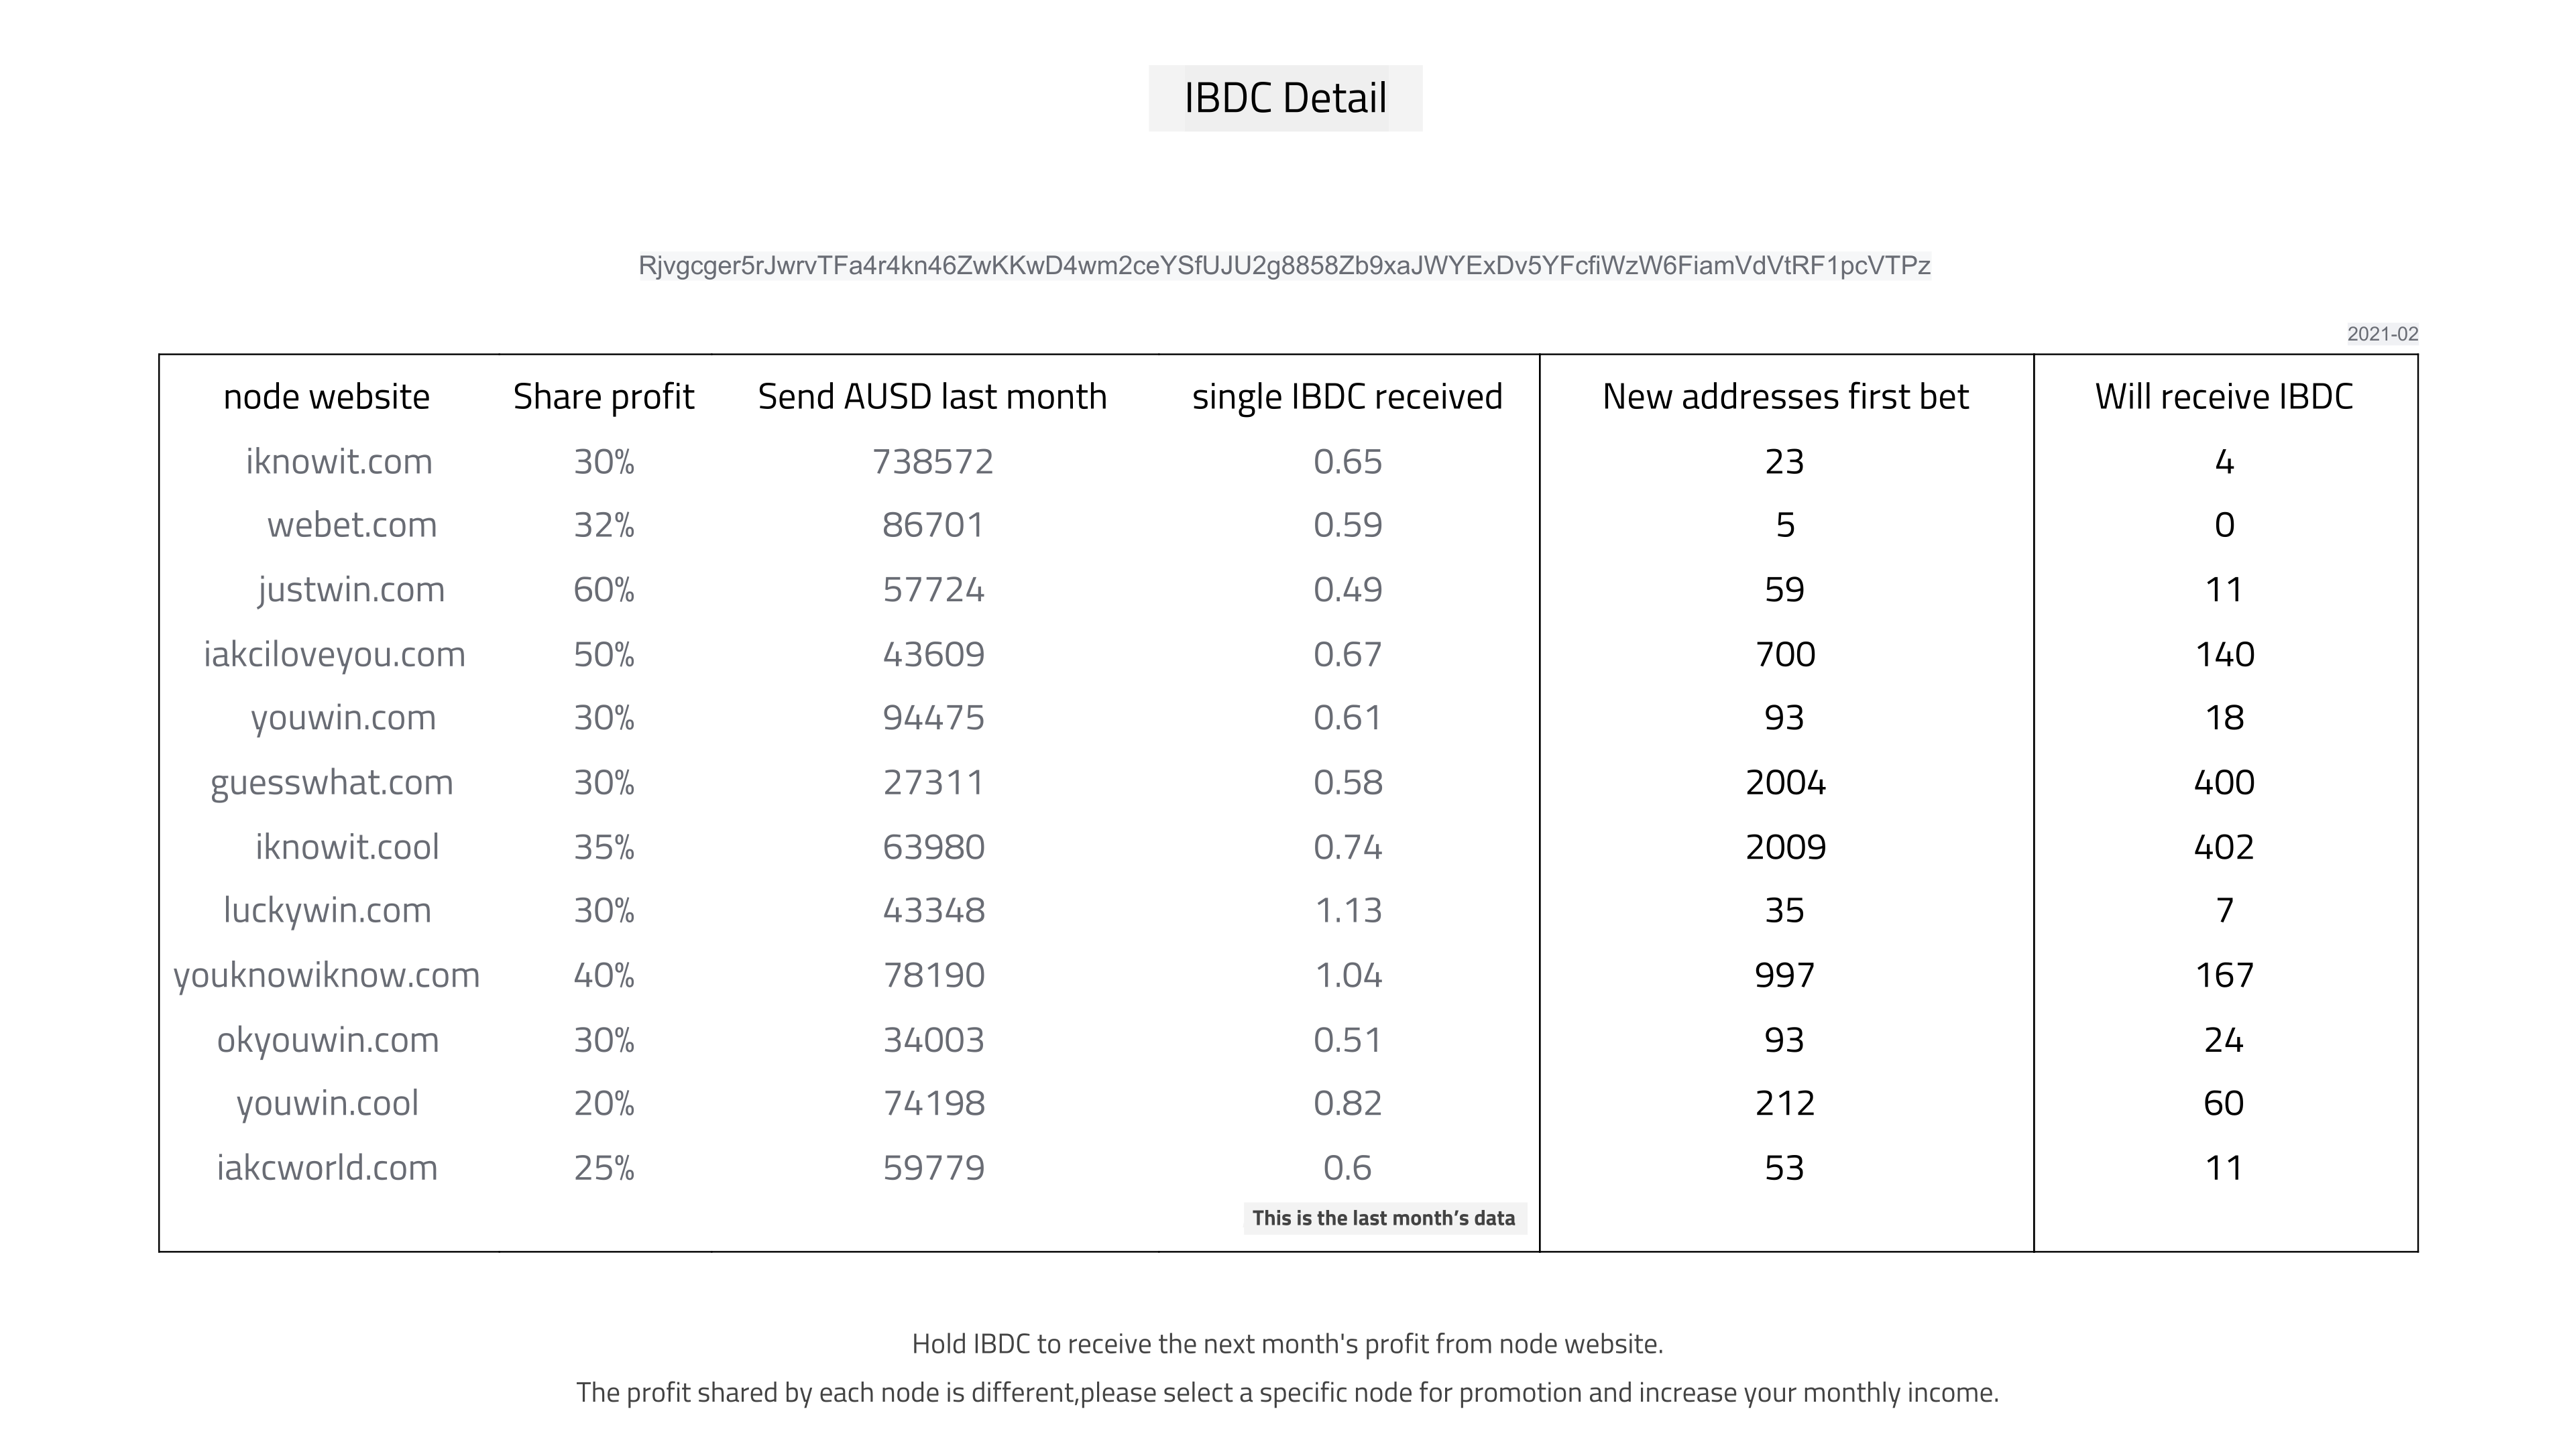 IBDC Detail
Rjvgcger5rJwrvTFa4r4kn46ZwKKwD4wm2ceYSfUJU2g8858Zb9xaJWYExDv5YFcfiWzW6FiamVdVtRF1pcVTPz
2021-02
node website Share profit Send AUSD last month single IBDC received New addresses first bet Will receive IBDC
iknowit.com 30% 738572 0.65 23 4
webet.com 32% 86701 0.59 5 0
justwin.com 60% 57724 0.49 59 11
iakciloveyou.com 50% 43609 0.67 700 140
youwin.com 30% 94475 0.61 93 18
guesswhat.com 30% 27311 0.58 2004 400
iknowit.cool 35% 63980 0.74 2009 402
luckywin.com 30% 43348 1.13 35 7
youknowiknow.com 40% 78190 1.04 997 167
okyouwin.com 30% 34003 0.51 93 24
youwin.cool 20% 74198 0.82 212 60
iakcworld.com 25% 59779 0.6 53 11
This is the last month’s data
Hold IBDC to receive the next month's profit from node website.
The profit shared by each node is different,please select a specific node for promotion and increase your monthly income.